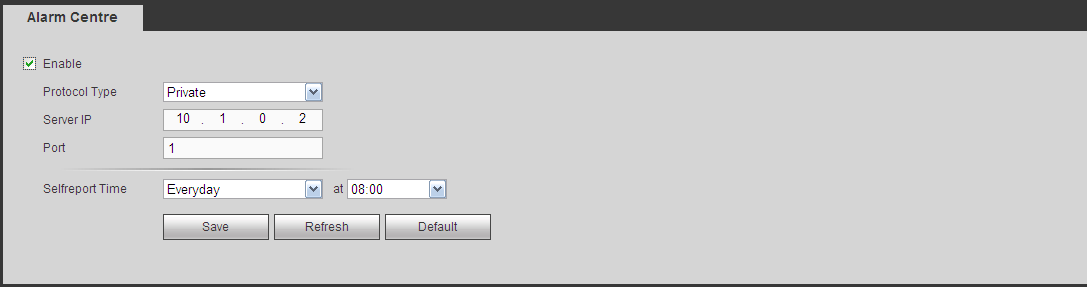 Alarm Centre
Enable
Protocol Type Private
Server IP 10 . 1 . 0 . 2
Port 1
Selfreport Time Everyday at 08:00
Save Refresh Default